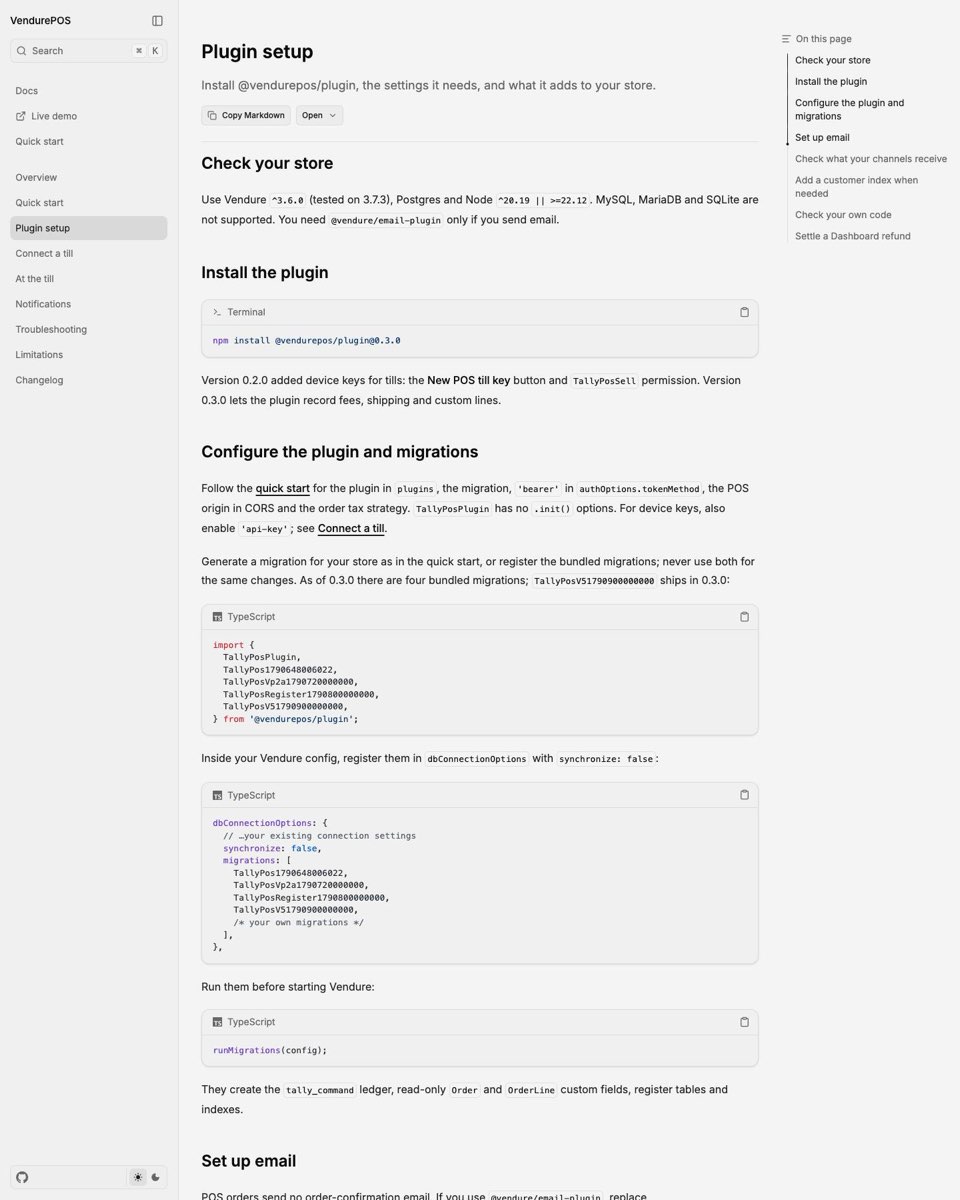 VendurePOS
Search ⌘ K
Docs
Live demo
Quick start
Overview
Quick start
Plugin setup
Connect a till
At the till
Notifications
Troubleshooting
Limitations
Changelog
Plugin setup
Install @vendurepos/plugin, the settings it needs, and what it adds to your store.
Copy Markdown Open
Check your store
Use Vendure ^3.6.0 (tested on 3.7.3), Postgres and Node ^20.19 || >=22.12. MySQL, MariaDB and SQLite are
not supported. You need @vendure/email-plugin only if you send email.
Install the plugin
Terminal
npm install @vendurepos/plugin@0.3.0
Version 0.2.0 added device keys for tills: the New POS till key button and TallyPosSell permission. Version
0.3.0 lets the plugin record fees, shipping and custom lines.
Configure the plugin and migrations
Follow the quick start for the plugin in plugins, the migration, 'bearer' in authOptions.tokenMethod, the POS
origin in CORS and the order tax strategy. TallyPosPlugin has no .init() options. For device keys, also
enable 'api-key'; see Connect a till.
Generate a migration for your store as in the quick start, or register the bundled migrations; never use both for
the same changes. As of 0.3.0 there are four bundled migrations; TallyPosV51790900000000 ships in 0.3.0:
TypeScript
import {
  TallyPosPlugin,
  TallyPos1790648006022,
  TallyPosVp2a1790720000000,
  TallyPosRegister1790800000000,
  TallyPosV51790900000000,
} from '@vendurepos/plugin';
Inside your Vendure config, register them in dbConnectionOptions with synchronize: false:
TypeScript
dbConnectionOptions: {
  // …your existing connection settings
  synchronize: false,
  migrations: [
    TallyPos1790648006022,
    TallyPosVp2a1790720000000,
    TallyPosRegister1790800000000,
    TallyPosV51790900000000,
    /* your own migrations */
  ],
},
Run them before starting Vendure:
TypeScript
runMigrations(config);
They create the tally_command ledger, read-only Order and OrderLine custom fields, register tables and
indexes.
Set up email
POS orders send no order-confirmation email. If you use @vendure/email-plugin, replace
On this page
Check your store
Install the plugin
Configure the plugin and
migrations
Set up email
Check what your channels receive
Add a customer index when
needed
Check your own code
Settle a Dashboard refund